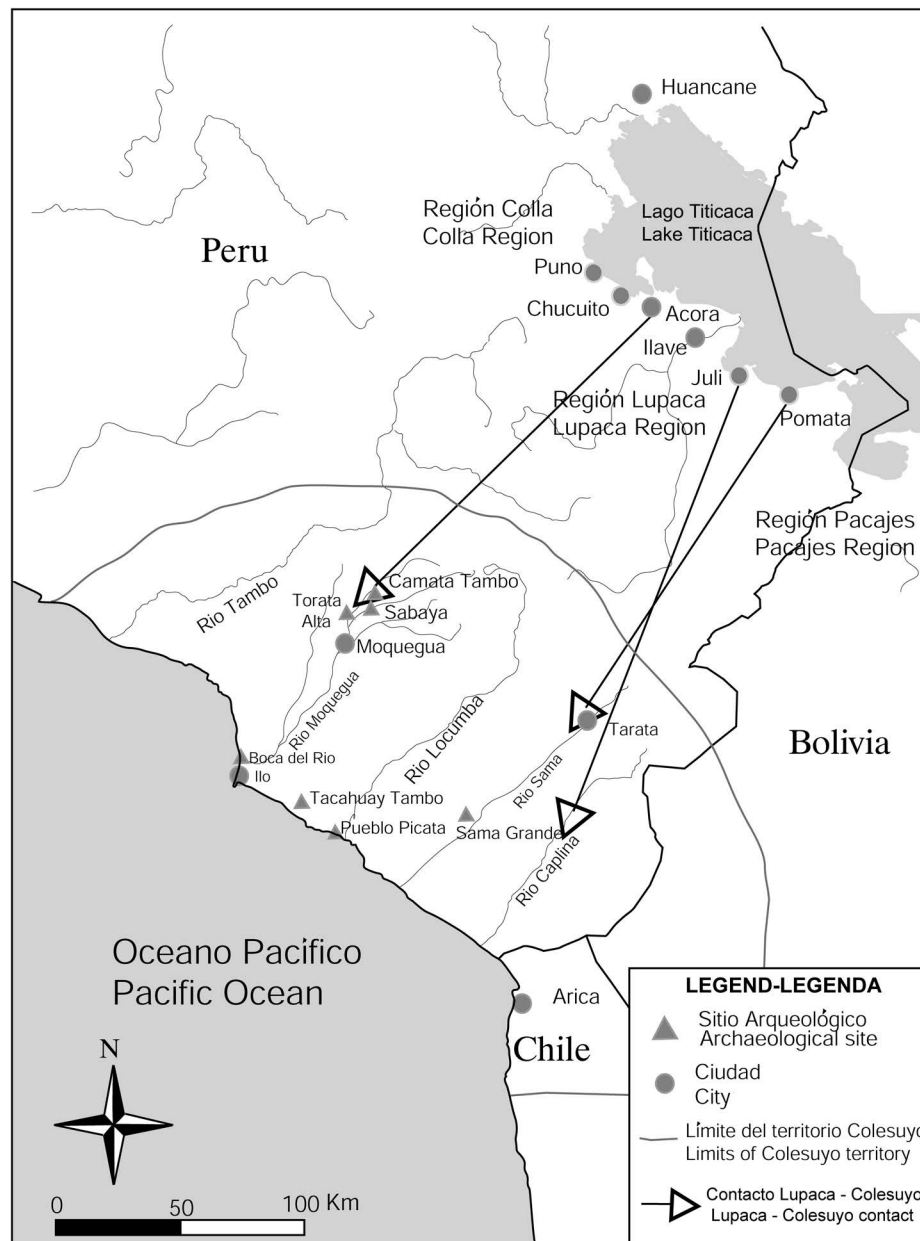 Huancane
Región Colla
Colla Region
Lago Titicaca
Lake Titicaca
Peru
Puno
Chucuito
Acora
Ilave
Juli
Región Lupaca
Lupaca Region
Pomata
Región Pacajes
Pacajes Region
Rio Tambo
Camata Tambo
Torata
Alta
Sabaya
Moquegua
Rio Moquegua
Rio Locumba
Tarata
Bolivia
Boca del Rio
Ilo
Rio Sama
Tacahuay Tambo
Pueblo Picata
Sama Grande
Rio Caplina
Oceano Pacifico
Pacific Ocean
Arica
Chile
N
0 50 100 Km
LEGEND-LEGENDA
Sitio Arqueológico
Archaeological site
Ciudad
City
Límite del territorio Colesuyo
Limits of Colesuyo territory
Contacto Lupaca - Colesuyo
Lupaca - Colesuyo contact